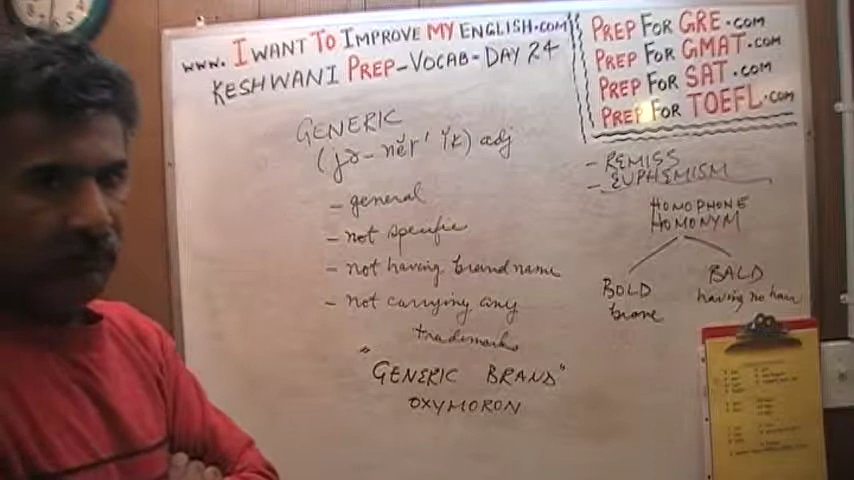 www. I WANT TO IMPROVE MY ENGLISH.com
KESHWANI PREP-VOCAB-DAY 24
PREP FOR GRE.com
PREP FOR GMAT.com
PREP FOR SAT.com
PREP FOR TOEFL.com
GENERIC
(jə-nĕr' ĭk) adj
- general
- not specific
- not having brand name
- not carrying any
trademarks
"GENERIC BRAND"
OXYMORON
- REMISS
- EUPHEMISM
HOMOPHONE
HOMONYM
BOLD
brave
BALD
having no hair